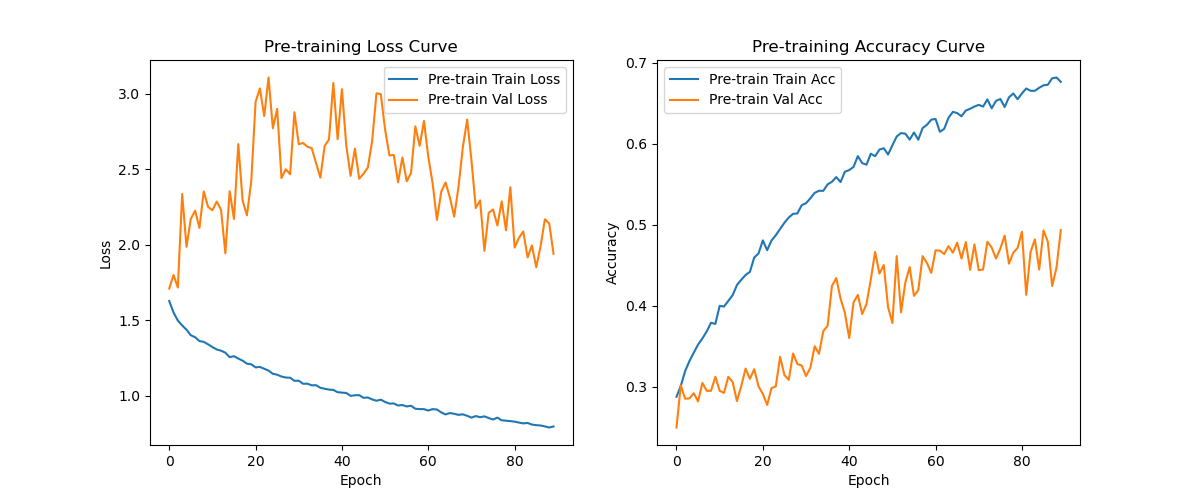 Pre-training Loss Curve
Pre-train Train Loss
Pre-train Val Loss
3.0
2.5
2.0
1.5
1.0
Loss
0
20
40
60
80
Epoch
Pre-training Accuracy Curve
Pre-train Train Acc
Pre-train Val Acc
0.7
0.6
0.5
0.4
0.3
Accuracy
0
20
40
60
80
Epoch